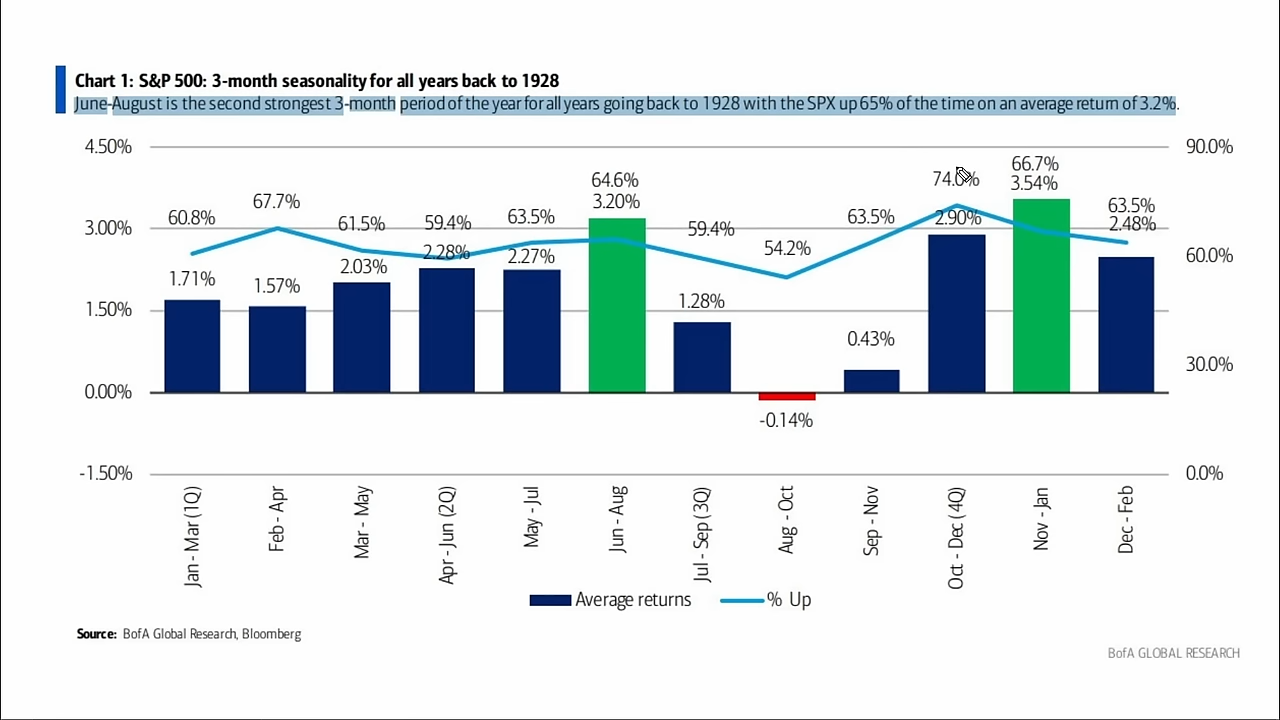 Chart 1: S&P 500: 3-month seasonality for all years back to 1928
June-August is the second strongest 3-month period of the year for all years going back to 1928 with the SPX up 65% of the time on an average return of 3.2%.
4.50% 90.0%
66.7%
64.6% 74.0% 3.54%
67.7% 3.20% 63.5%
60.8% 61.5% 59.4% 63.5% 59.4% 63.5% 2.90% 2.48%
3.00% 60.0%
2.03% 2.28% 2.27% 54.2%
1.71% 1.57% 1.28%
1.50%
0.43% 30.0%
0.00%
-0.14%
-1.50% 0.0%
Jan - Mar (1Q)
Feb - Apr
Mar - May
Apr - Jun (2Q)
May - Jul
Jun - Aug
Jul - Sep (3Q)
Aug - Oct
Sep - Nov
Oct - Dec (4Q)
Nov - Jan
Dec - Feb
Average returns % Up
Source: BofA Global Research, Bloomberg
BofA GLOBAL RESEARCH